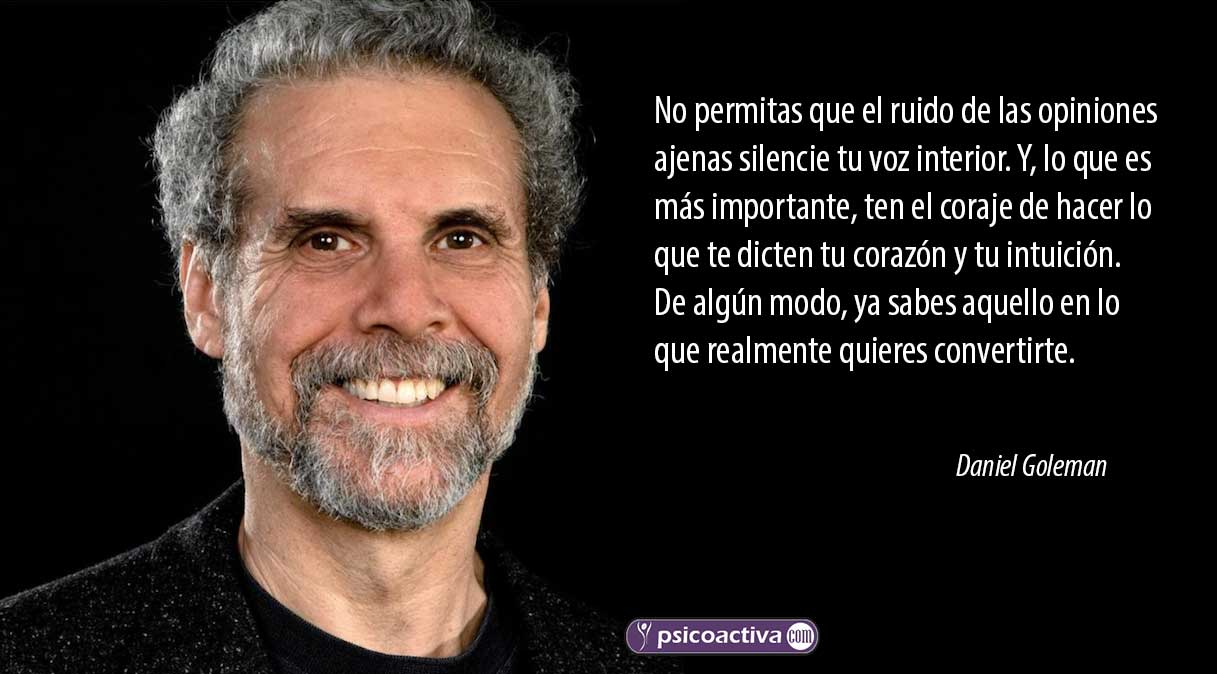 No permitas que el ruido de las opiniones
ajenas silencie tu voz interior. Y, lo que es
más importante, ten el coraje de hacer lo
que te dicten tu corazón y tu intuición.
De algún modo, ya sabes aquello en lo
que realmente quieres convertirte.
Daniel Goleman
psicoactiva.com